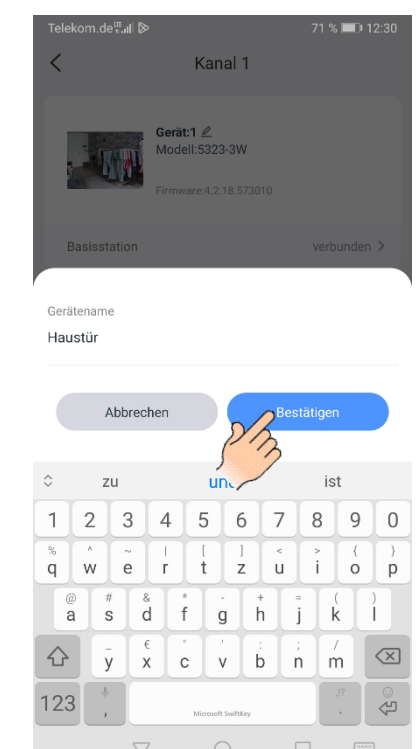 Telekom.de 71 % 12:30
Kanal 1
Gerät:1
Modell:5323-3W
Firmware:4.2.18.573010
Basisstation verbunden >
Gerätename
Haustür
Abbrechen Bestätigen
zu und ist
1 2 3 4 5 6 7 8 9 0
% ^ ~ | [ ] < > { }
q w e r t z u i o p
@ # & * - + = ( )
a s d f g h j k l
_ € " ' : ; /
y x c v b n m
123 , Microsoft SwiftKey . !?